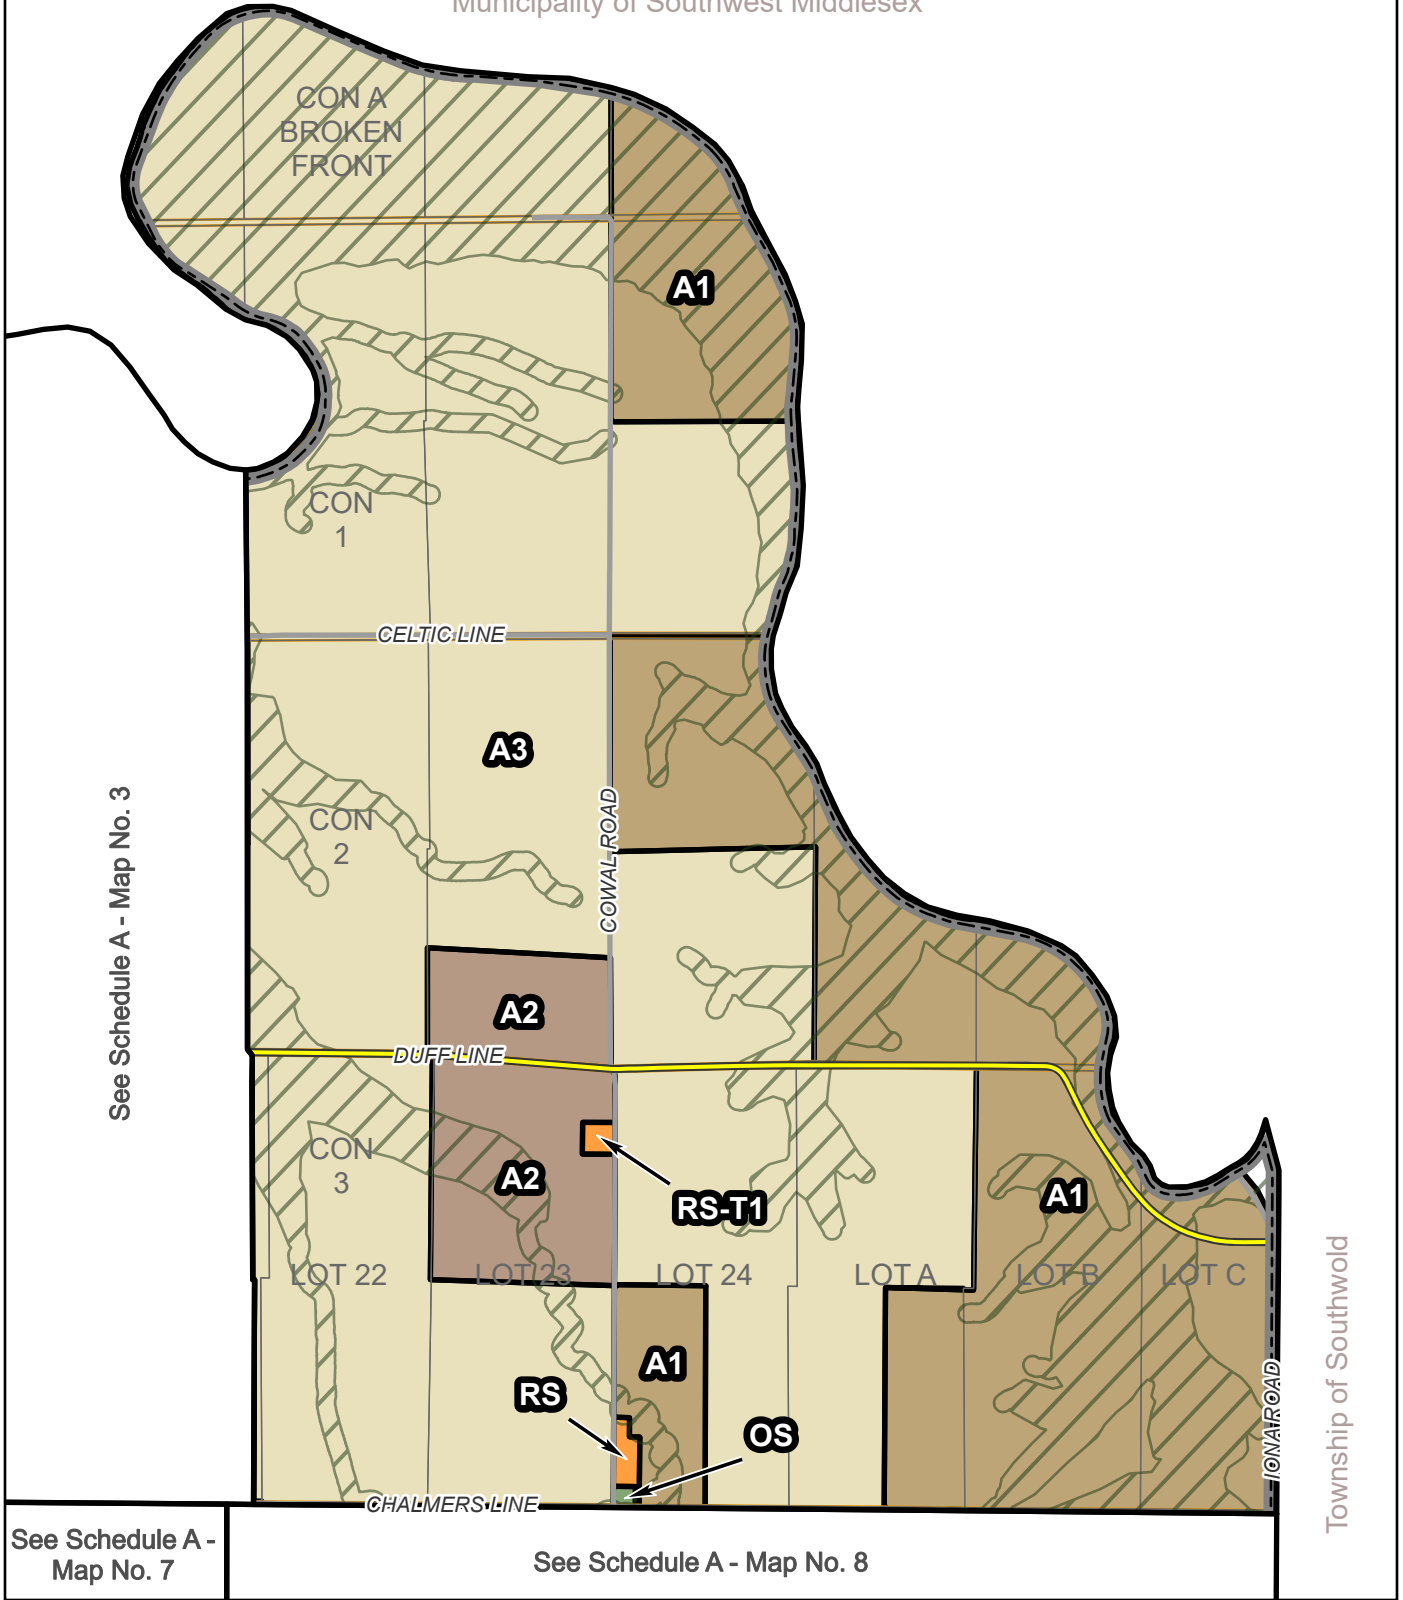 Municipality of Southwest Middlesex
CON A
BROKEN
FRONT
A1
CON
1
CELTIC LINE
A3
COWAL ROAD
See Schedule A - Map No. 3
CON
2
A2
DUFF LINE
CON
3
A2
RS-T1
A1
LOT 22
LOT 23
LOT 24
LOT A
LOT B
LOT C
A1
RS
OS
IONA ROAD
Township of Southwold
CHALMERS LINE
See Schedule A -
Map No. 7
See Schedule A - Map No. 8